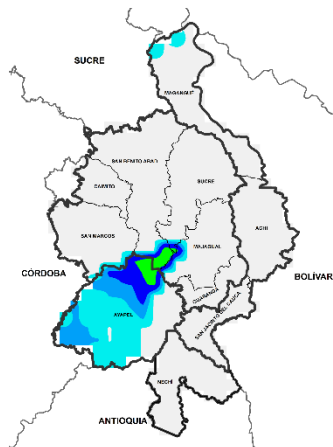 SUCRE
MAGANGUÉ
SAN BENITO ABAD
SUCRE
CAIMITO
ACHI
SAN MARCOS
MAJAGUAL
CÓRDOBA
BOLÍVAR
GUARANDA
SAN JACINTO DEL CAUCA
AYAPEL
NECHÍ
ANTIOQUIA